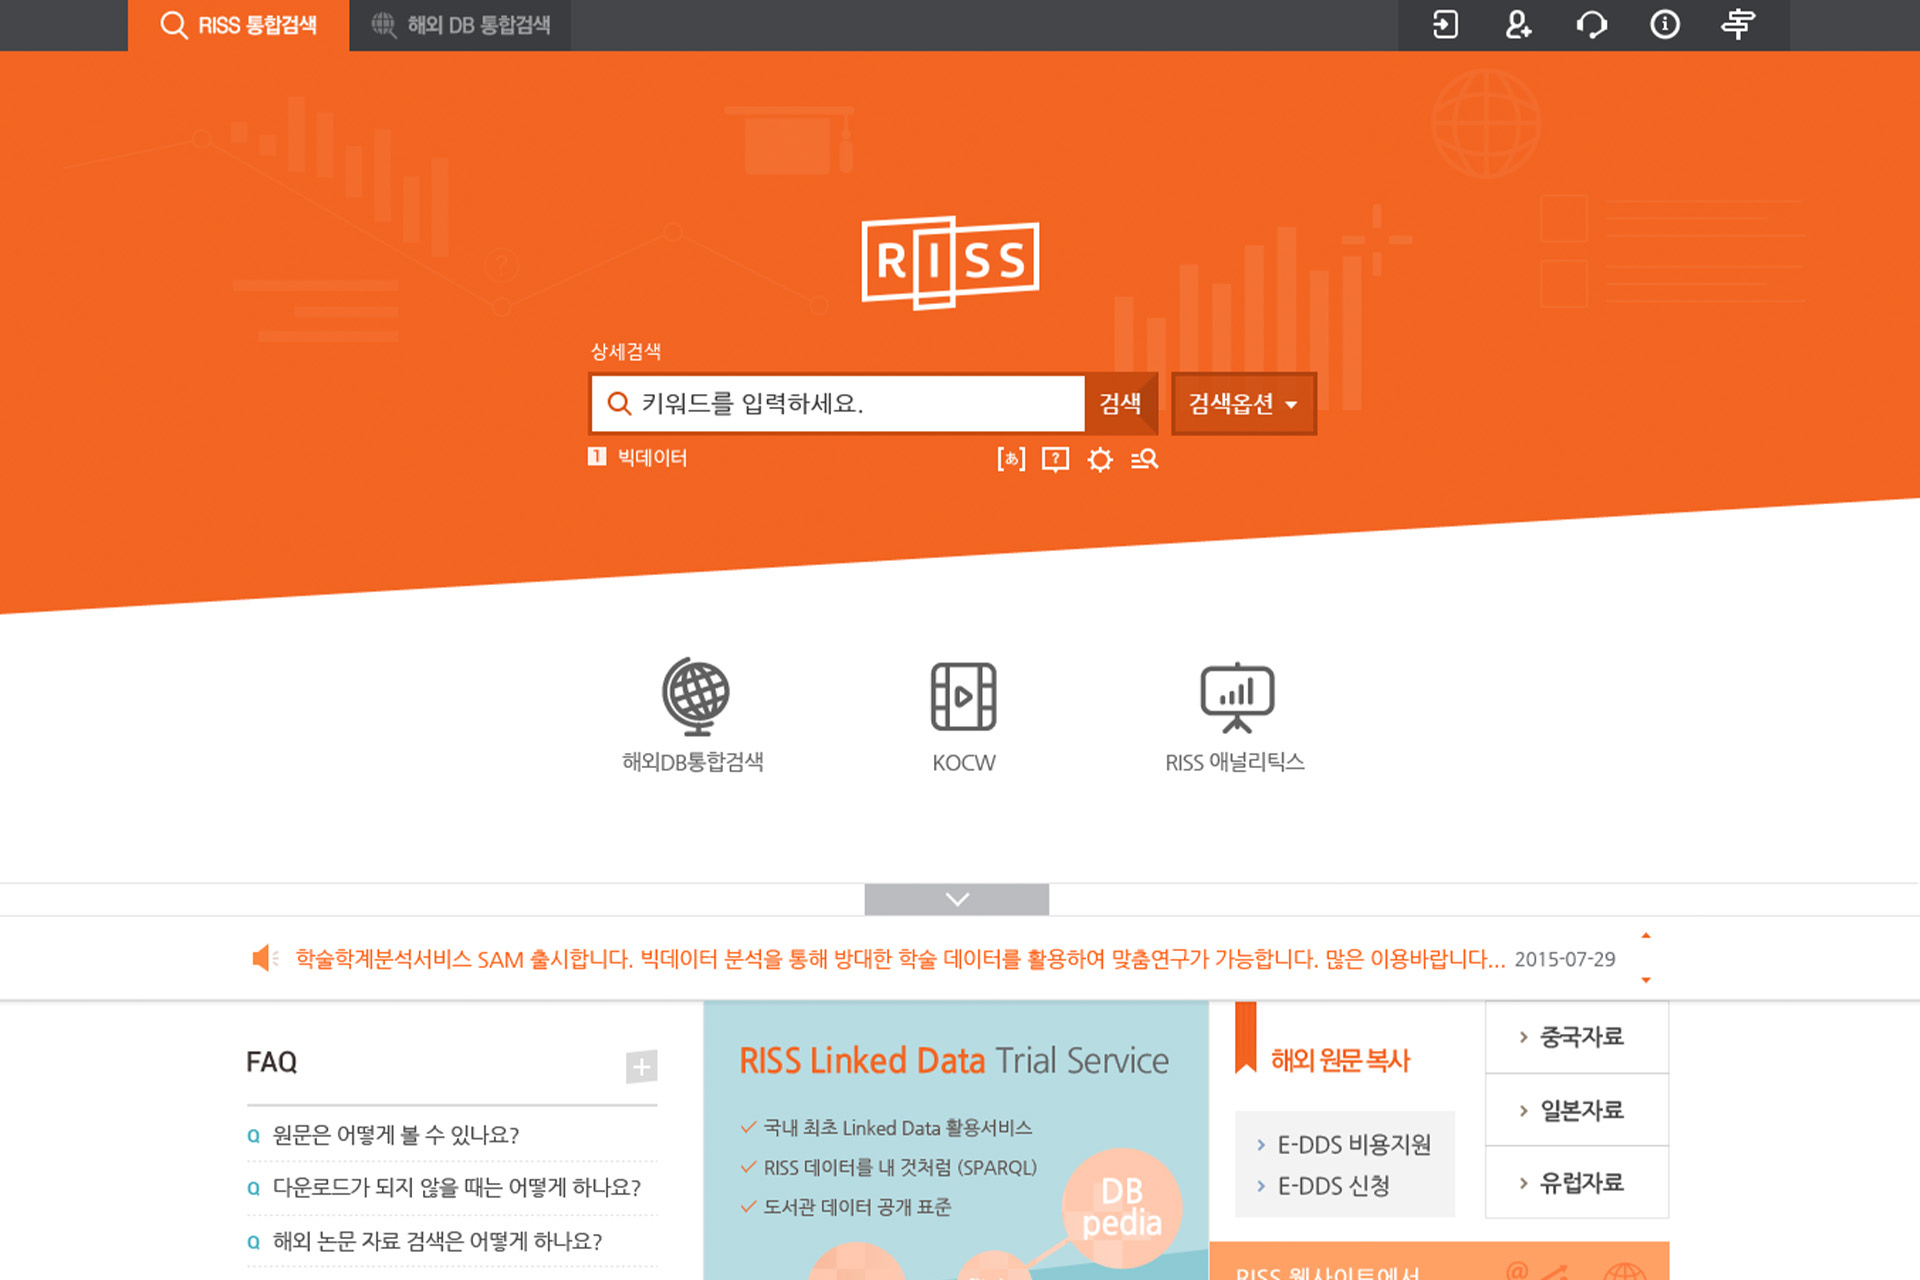 RISS 통합검색
해외 DB 통합검색
RISS
상세검색
키워드를 입력하세요.
검색
검색옵션
1 빅데이터
[あ]
?
해외DB통합검색
KOCW
RISS 애널리틱스
학술학계분석서비스 SAM 출시합니다. 빅데이터 분석을 통해 방대한 학술 데이터를 활용하여 맞춤연구가 가능합니다. 많은 이용바랍니다... 2015-07-29
FAQ
Q 원문은 어떻게 볼 수 있나요?
Q 다운로드가 되지 않을 때는 어떻게 하나요?
Q 해외 논문 자료 검색은 어떻게 하나요?
RISS Linked Data Trial Service
국내 최초 Linked Data 활용서비스
RISS 데이터를 내 것처럼 (SPARQL)
도서관 데이터 공개 표준
DB
pedia
해외 원문 복사
E-DDS 비용지원
E-DDS 신청
중국자료
일본자료
유럽자료
RISS 웹사이트에서